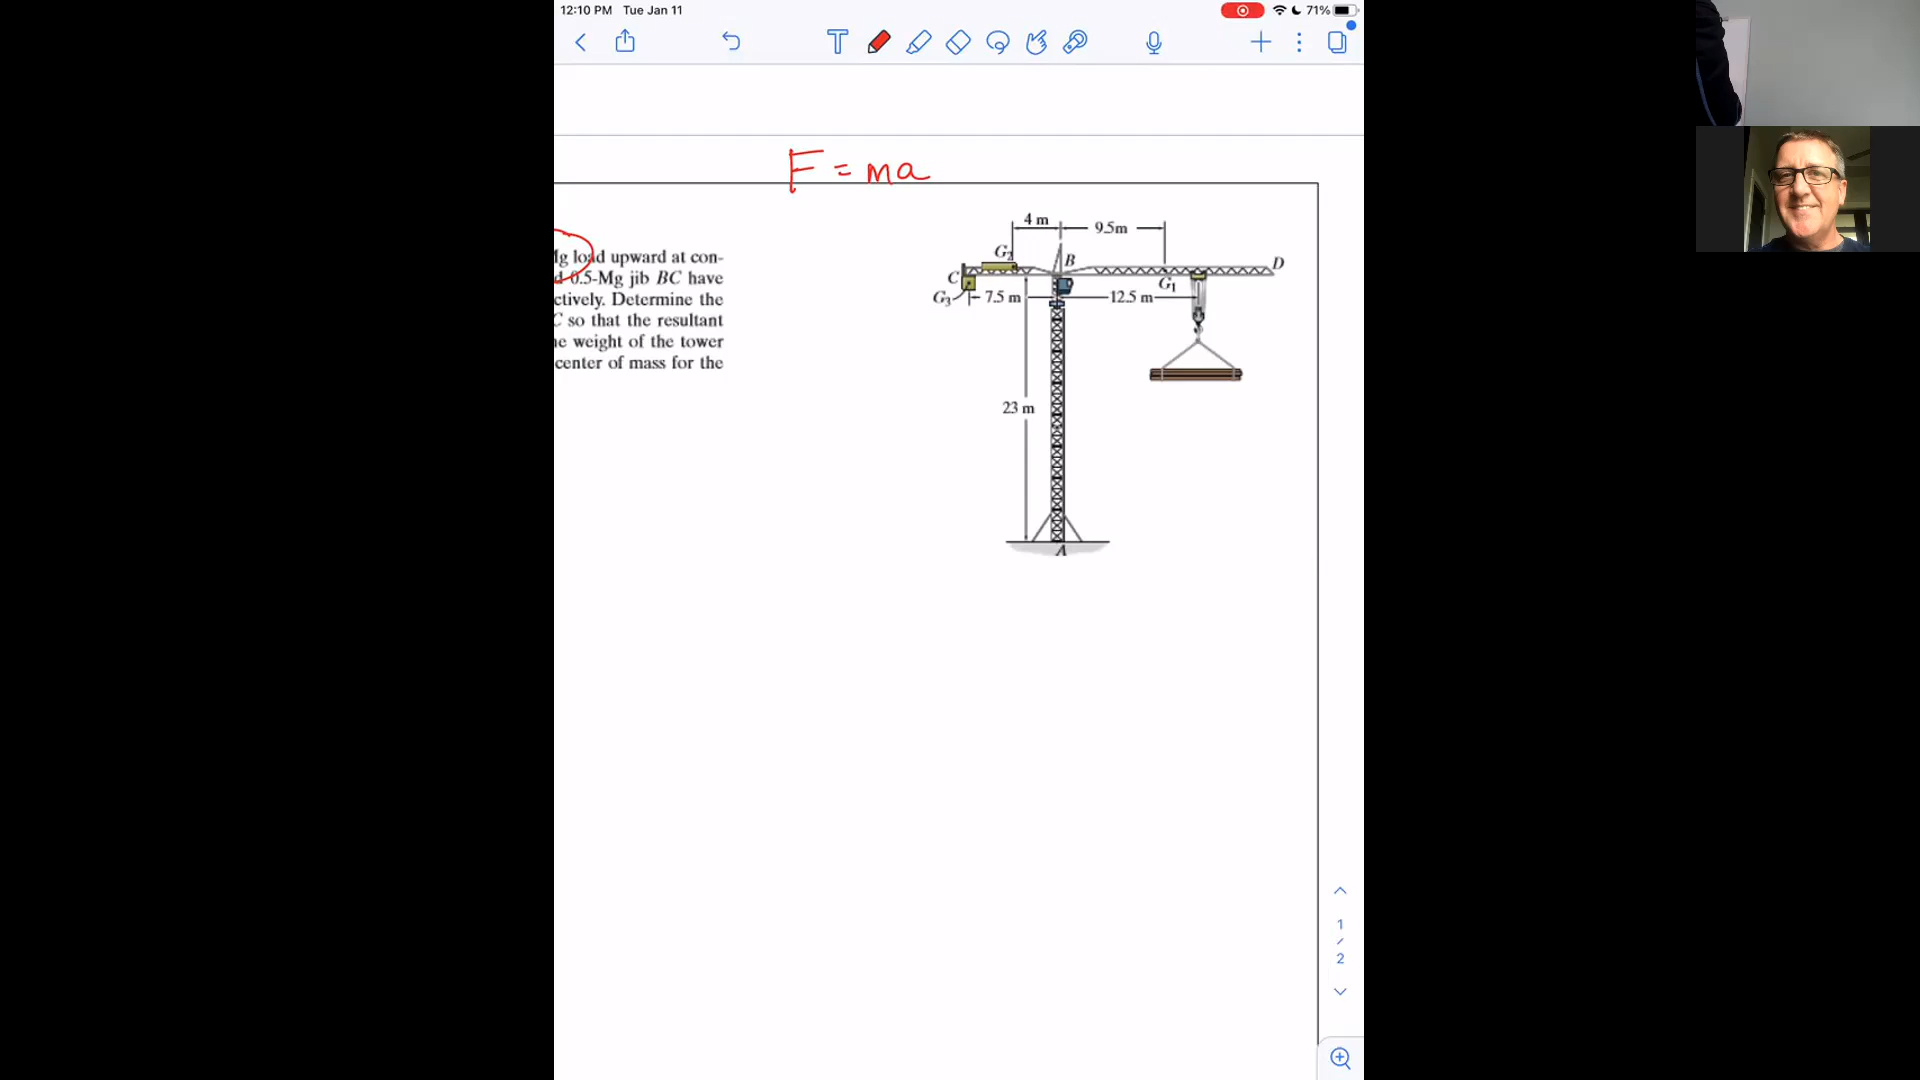 12:10 PM Tue Jan 11
71%
F = ma
load upward at con-
0.5-Mg jib BC have
ctively. Determine the
C so that the resultant
weight of the tower
center of mass for the
4 m
9.5m
G2
B
D
C
G3
7.5 m
12.5 m
G1
23 m
A
1
/
2